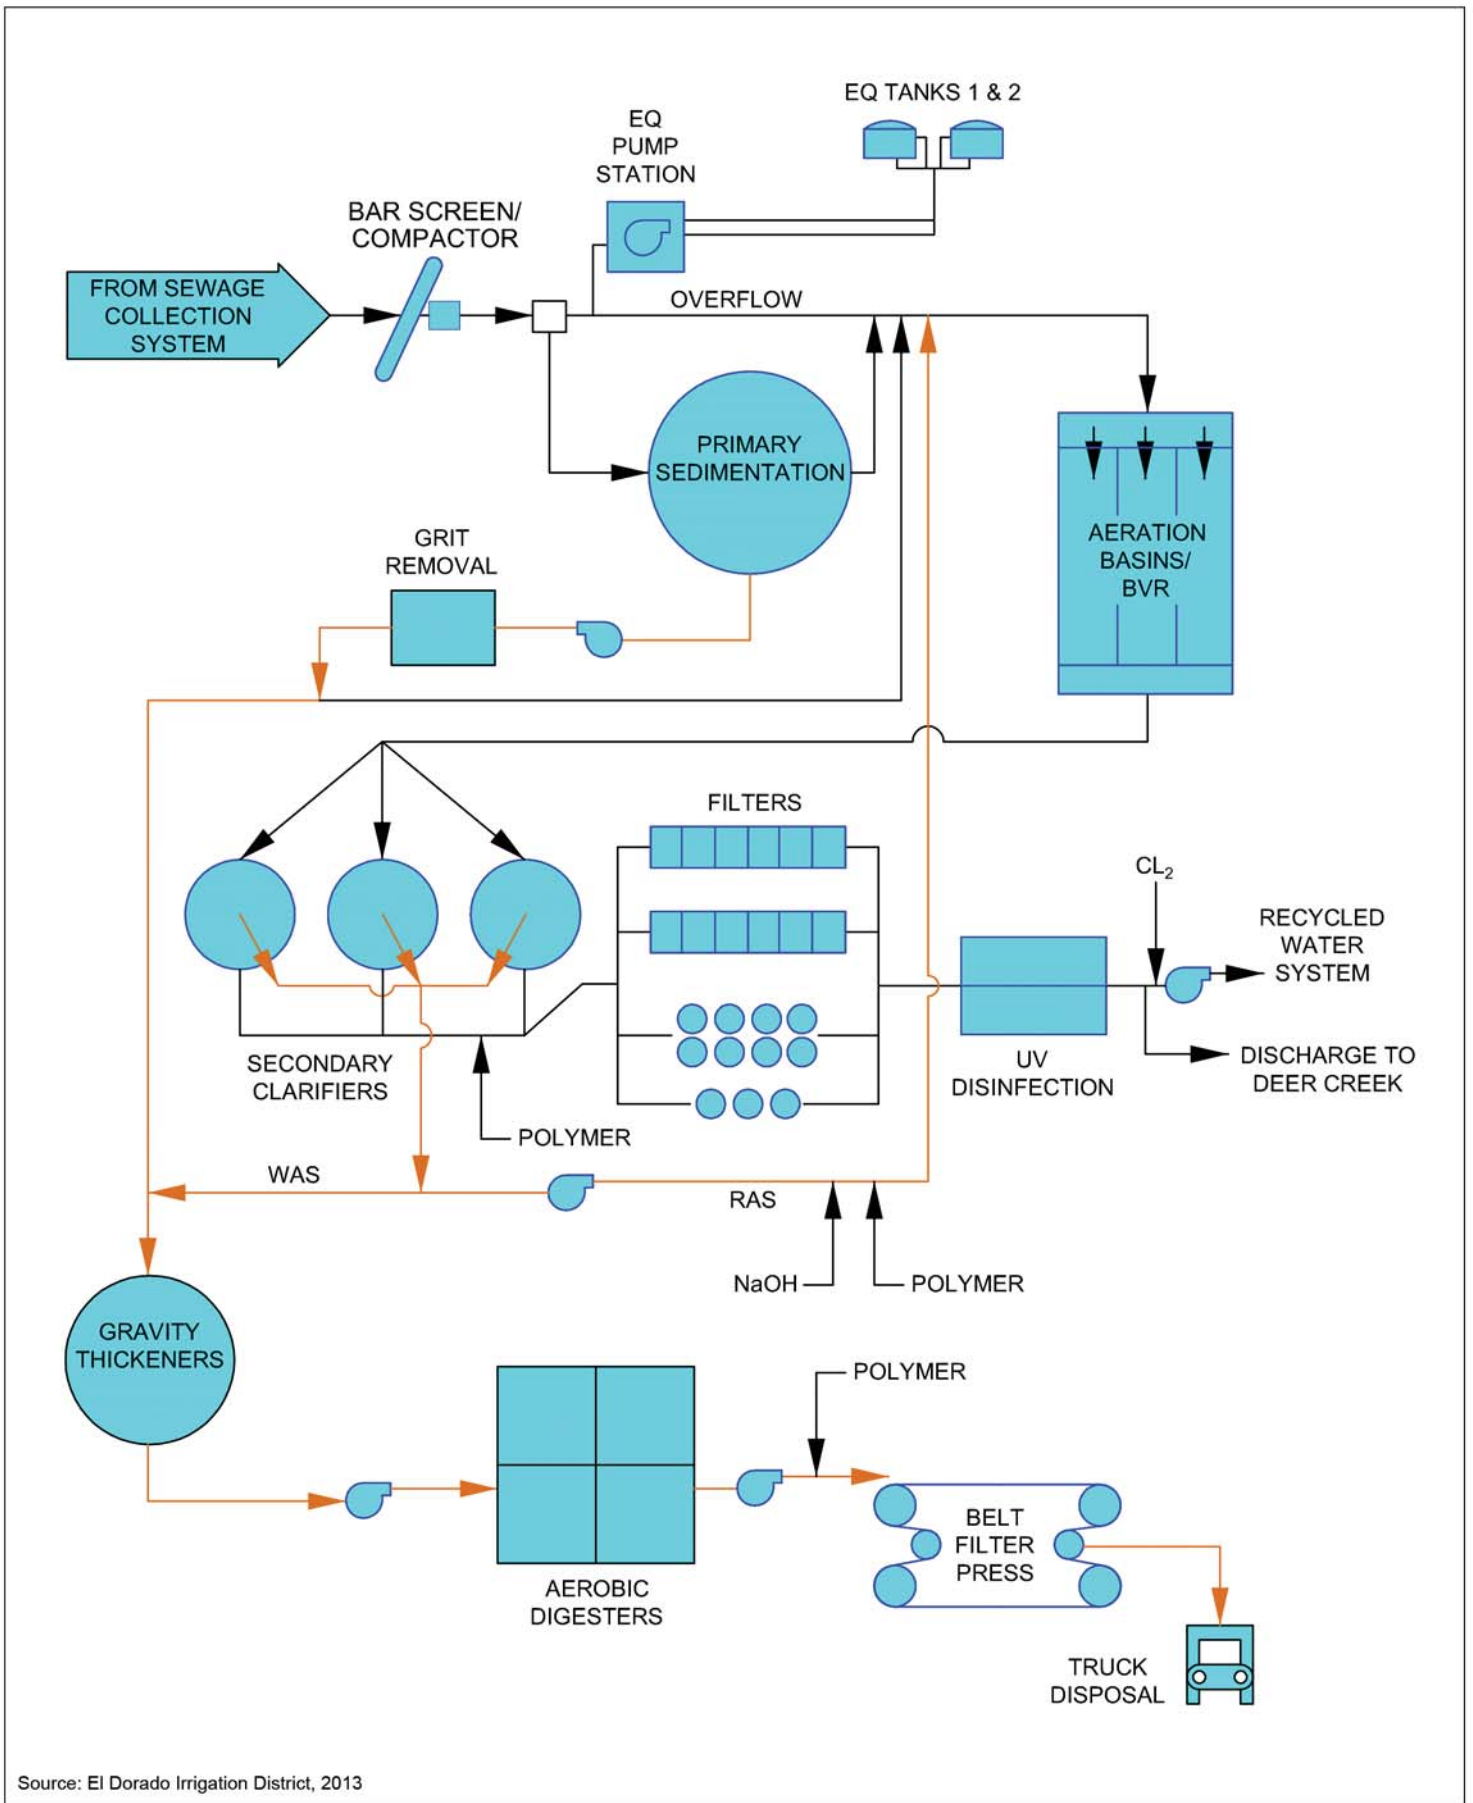 EQ TANKS 1 & 2
EQ
PUMP
STATION
BAR SCREEN/
COMPACTOR
FROM SEWAGE
COLLECTION
SYSTEM
OVERFLOW
PRIMARY
SEDIMENTATION
AERATION
BASINS/
BVR
GRIT
REMOVAL
FILTERS
CL₂
RECYCLED
WATER
SYSTEM
SECONDARY
CLARIFIERS
UV
DISINFECTION
DISCHARGE TO
DEER CREEK
POLYMER
WAS
RAS
NaOH
POLYMER
GRAVITY
THICKENERS
POLYMER
AEROBIC
DIGESTERS
BELT
FILTER
PRESS
TRUCK
DISPOSAL
Source: El Dorado Irrigation District, 2013